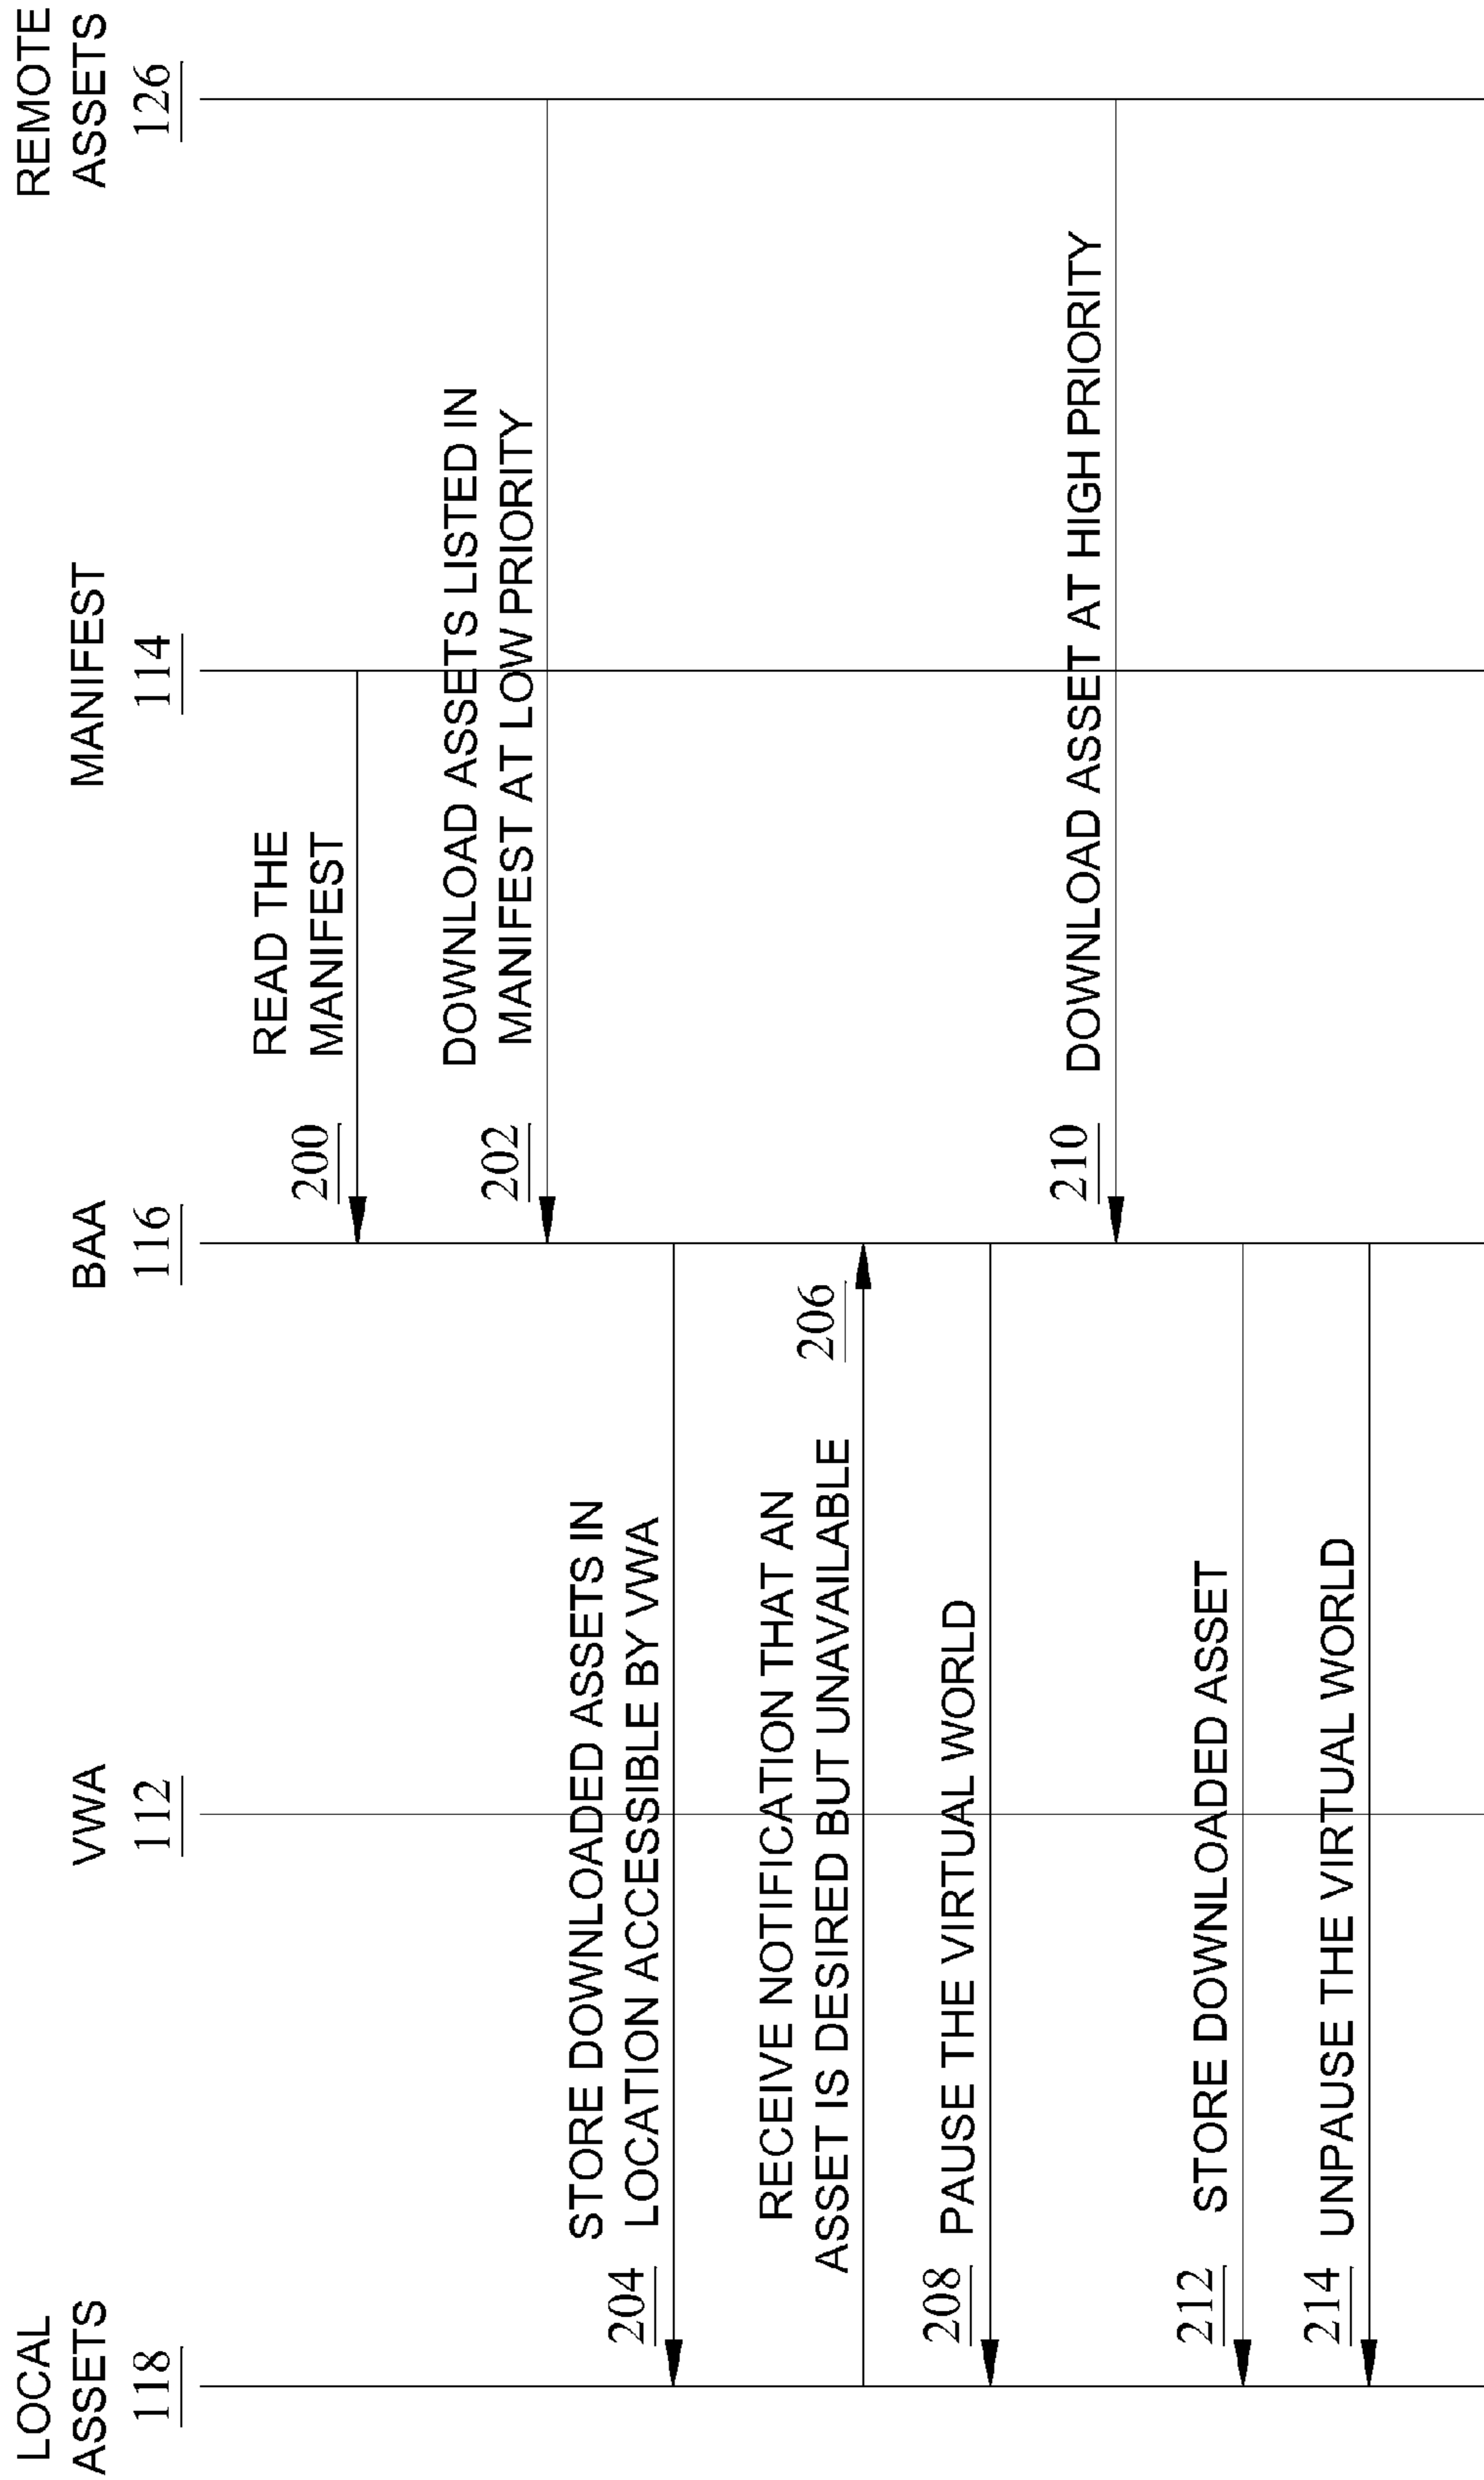 LOCAL
ASSETS
118
VWA
112
BAA
116
MANIFEST
114
REMOTE
ASSETS
126
READ THE
MANIFEST
200
DOWNLOAD ASSETS LISTED IN
MANIFEST AT LOW PRIORITY
202
STORE DOWNLOADED ASSETS IN
LOCATION ACCESSIBLE BY VWA
204
RECEIVE NOTIFICATION THAT AN
ASSET IS DESIRED BUT UNAVAILABLE
206
208 PAUSE THE VIRTUAL WORLD
210 DOWNLOAD ASSET AT HIGH PRIORITY
212 STORE DOWNLOADED ASSET
214 UNPAUSE THE VIRTUAL WORLD